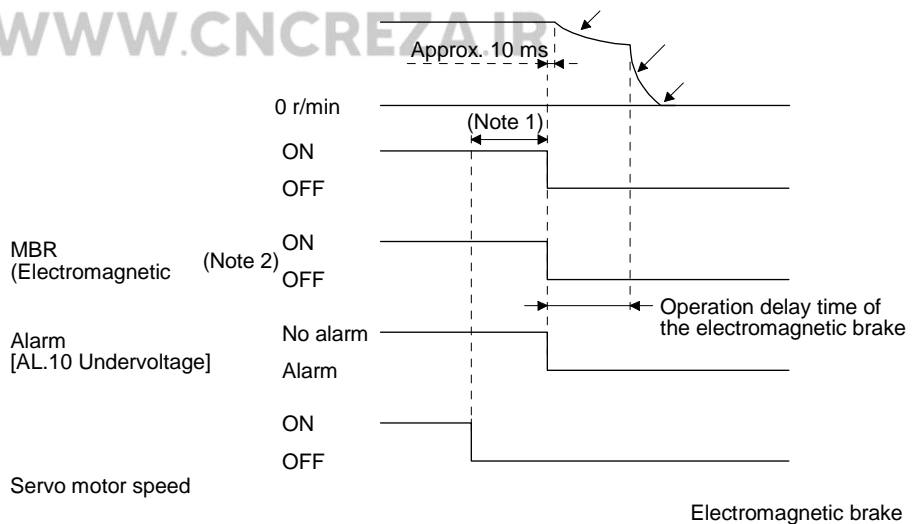 WWW.CNCREZA.IR
Approx. 10 ms
0 r/min
(Note 1)
ON
OFF
MBR
(Electromagnetic
(Note 2)
ON
OFF
Operation delay time of
the electromagnetic brake
Alarm
[AL.10 Undervoltage]
No alarm
Alarm
ON
OFF
Servo motor speed
Electromagnetic brake